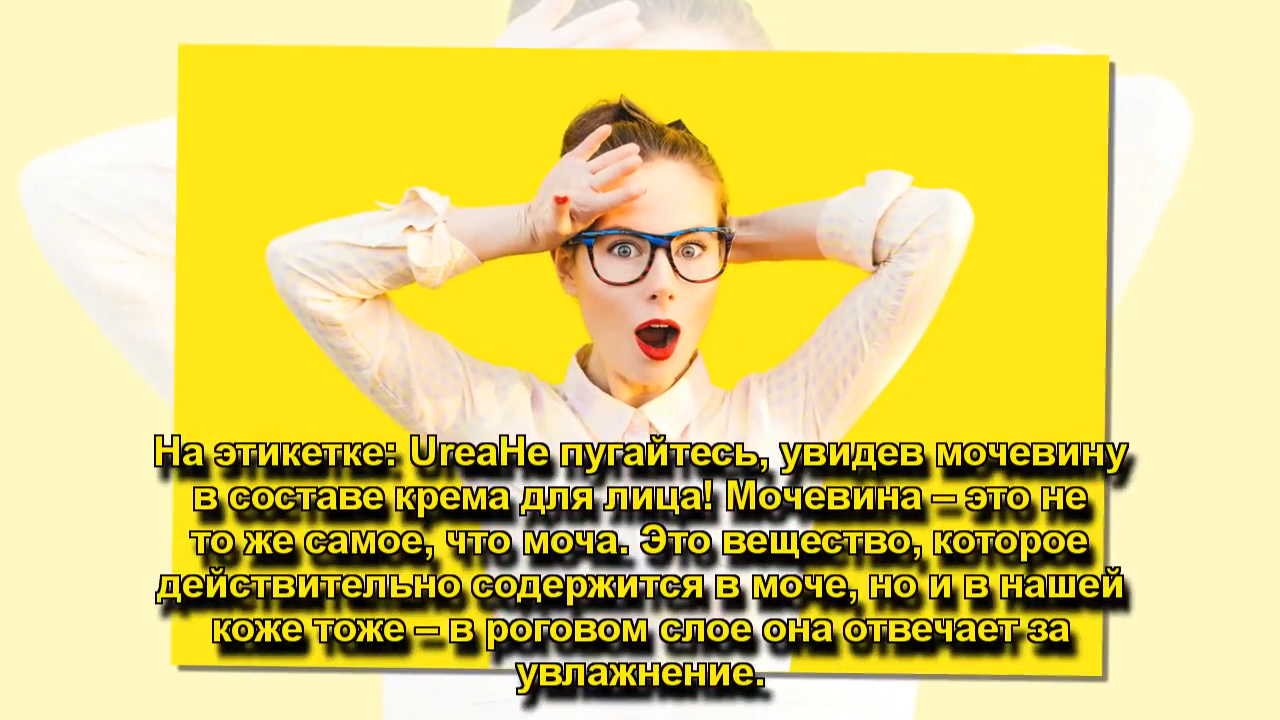 На этикетке: UreaНе пугайтесь, увидев мочевину
в составе крема для лица! Мочевина – это не
то же самое, что моча. Это вещество, которое
действительно содержится в моче, но и в нашей
коже тоже – в роговом слое она отвечает за
увлажнение.